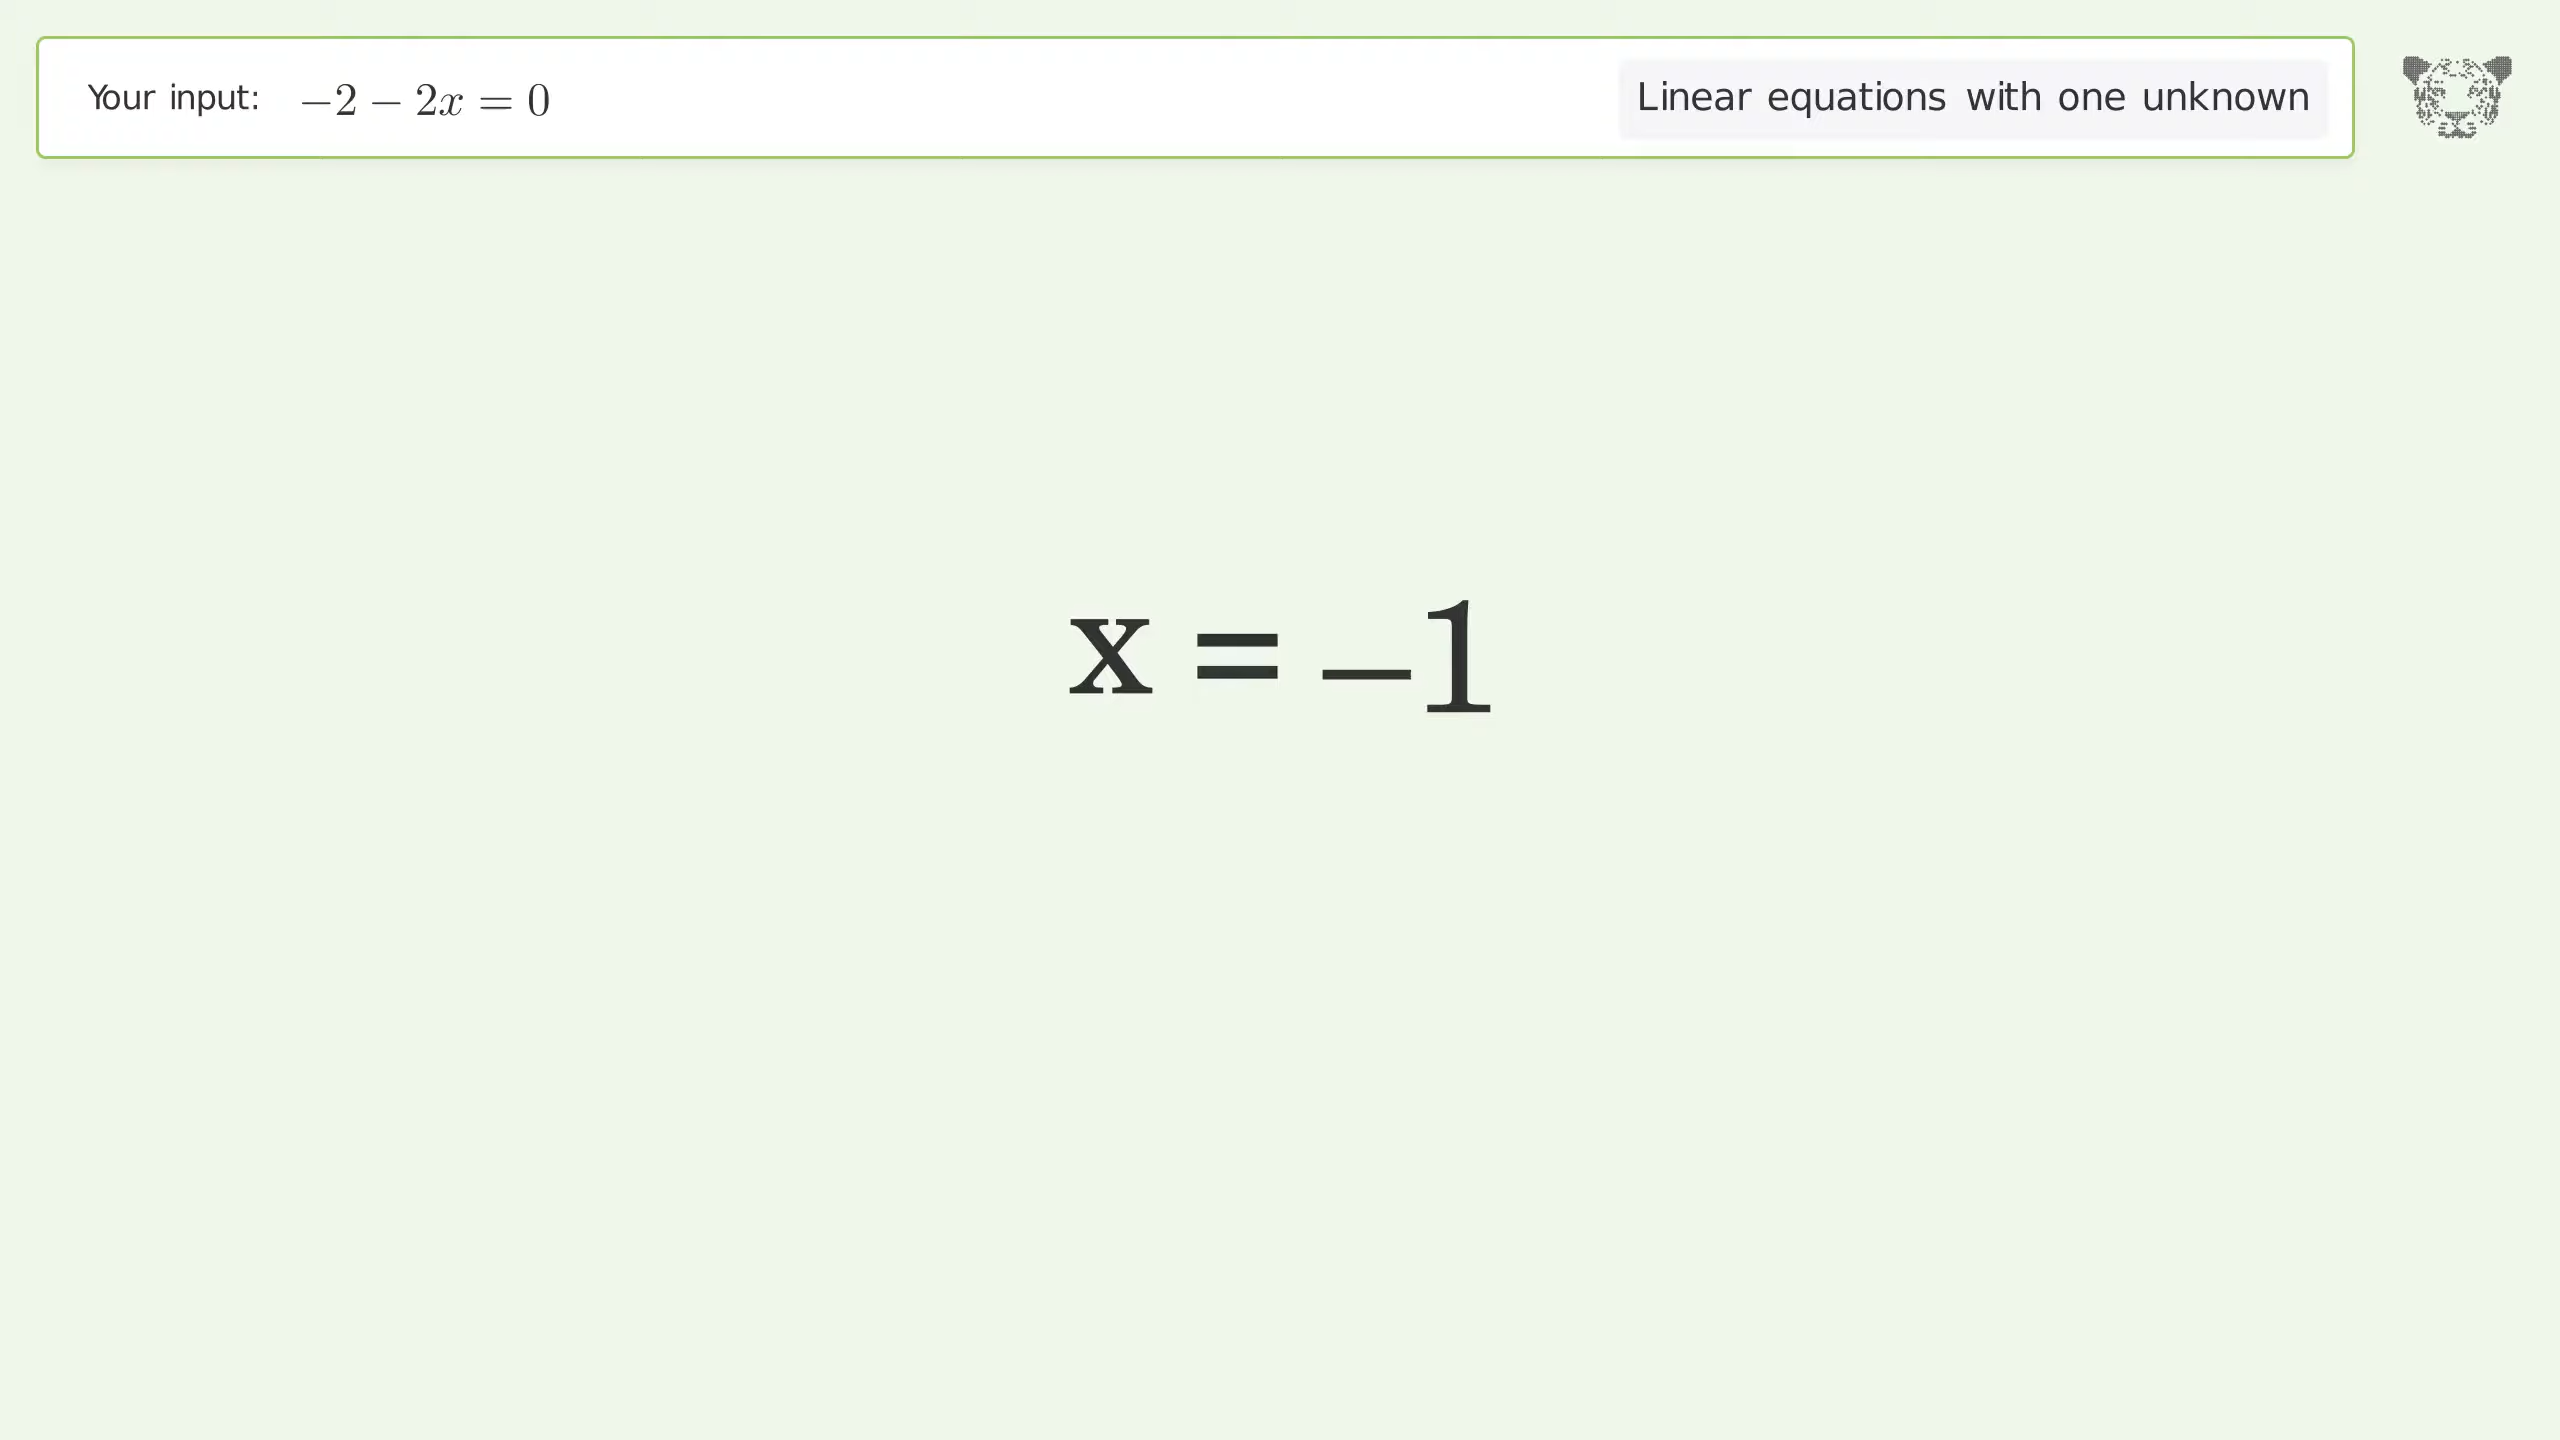 Your input: −2 − 2x = 0
Linear equations with one unknown
x = −1